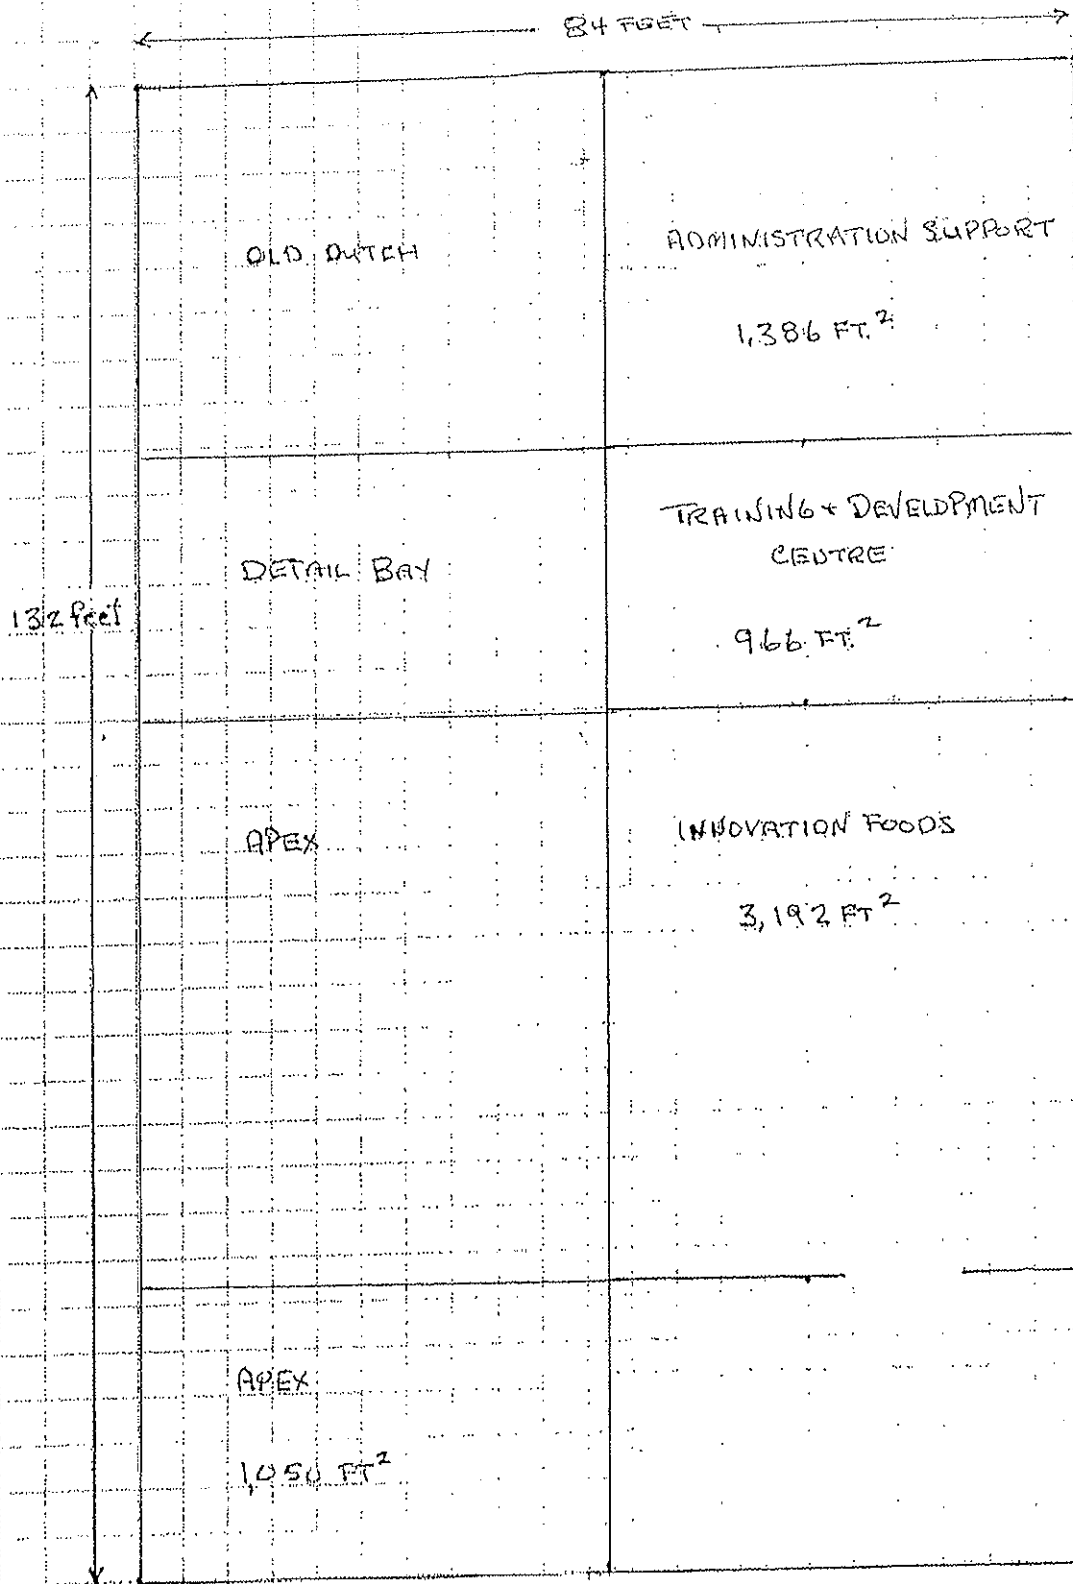 84 FEET
OLD DUTCH
ADMINISTRATION SUPPORT
1,386 FT.²
132 feet
DETAIL BAY
TRAINING + DEVELOPMENT
CENTRE
966 FT.²
APEX
INNOVATION FOODS
3,192 FT²
APEX
1,050 FT²